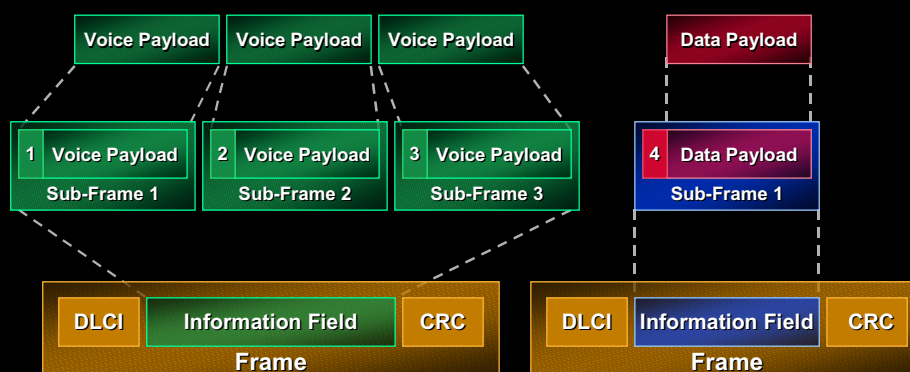 Voice Payload Voice Payload Voice Payload Data Payload
1 Voice Payload 2 Voice Payload 3 Voice Payload 4 Data Payload
Sub-Frame 1 Sub-Frame 2 Sub-Frame 3 Sub-Frame 1
DLCI Information Field CRC DLCI Information Field CRC
Frame Frame